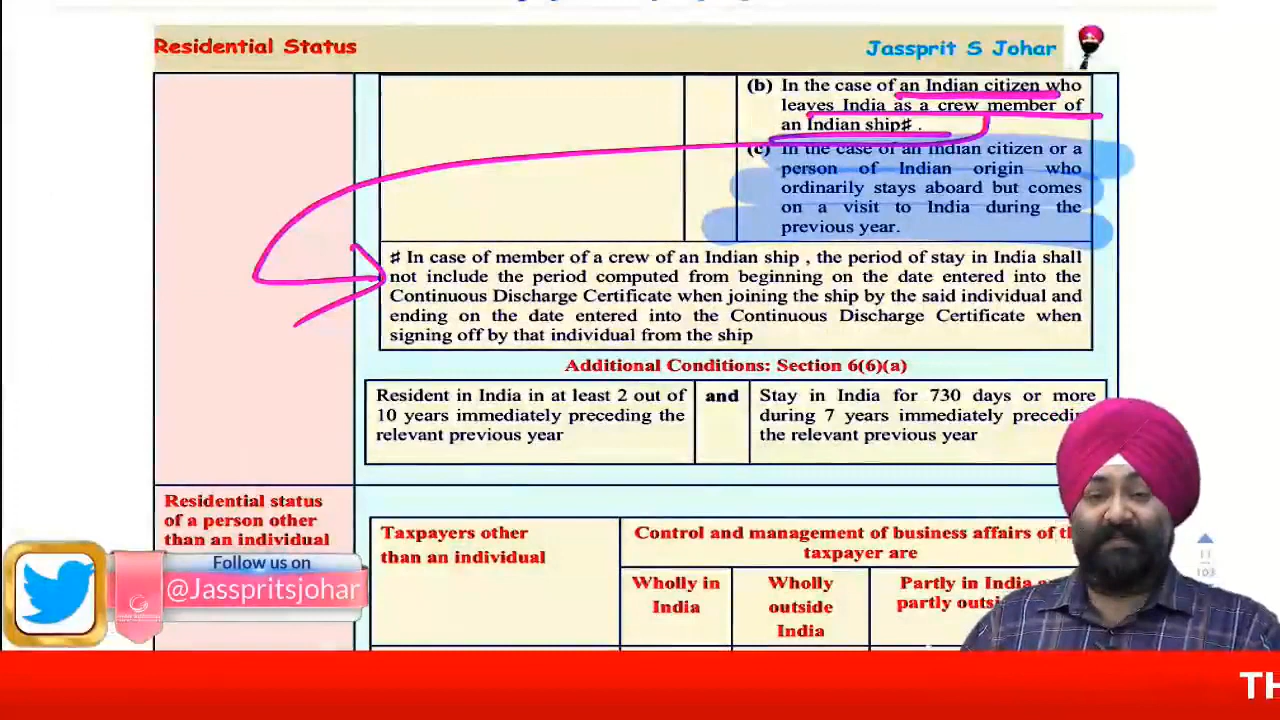 Residential Status
Jassprit S Johar
(b) In the case of an Indian citizen who
leaves India as a crew member of
an Indian ship♯ .
(c) In the case of an Indian citizen or a
person of Indian origin who
ordinarily stays aboard but comes
on a visit to India during the
previous year.
♯ In case of member of a crew of an Indian ship , the period of stay in India shall
not include the period computed from beginning on the date entered into the
Continuous Discharge Certificate when joining the ship by the said individual and
ending on the date entered into the Continuous Discharge Certificate when
signing off by that individual from the ship
Additional Conditions: Section 6(6)(a)
Resident in India in at least 2 out of
10 years immediately preceding the
relevant previous year
and
Stay in India for 730 days or more
during 7 years immediately precedin
the relevant previous year
Residential status
of a person other
than an individual
Taxpayers other
than an individual
Control and management of business affairs of th
taxpayer are
Wholly in
India
Wholly
outside
India
Partly in India a
partly outsi
Follow us on
@Jasspritsjohar
11
103
TH